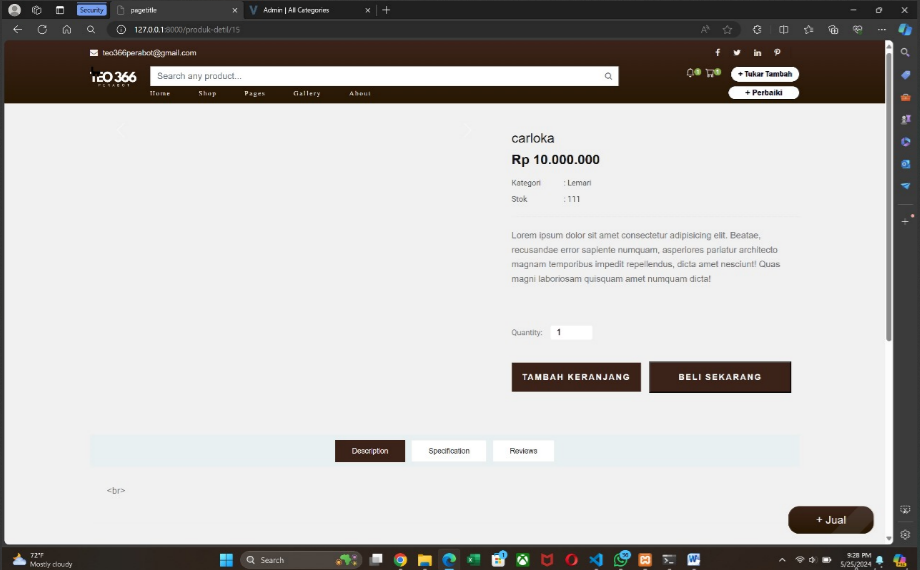 Security
pagetitle
Admin | All Categories
127.0.0.1:8000/produk-detil/15
teo366perabot@gmail.com
TEO 366
PERABOT
Search any product...
+ Tukar Tambah
Home Shop Pages Gallery About
+ Perbaiki
carloka
Rp 10.000.000
Kategori : Lemari
Stok : 111
Lorem ipsum dolor sit amet consectetur adipisicing elit. Beatae,
recusandae error sapiente numquam, asperiores pariatur architecto
magnam temporibus impedit repellendus, dicta amet nesciunt! Quas
magni laboriosam quisquam amet numquam dicta!
Quantity: 1
TAMBAH KERANJANG BELI SEKARANG
Description Specification Reviews
<br>
+ Jual
72°F
Mostly cloudy
Search
9:28 PM
5/25/2024